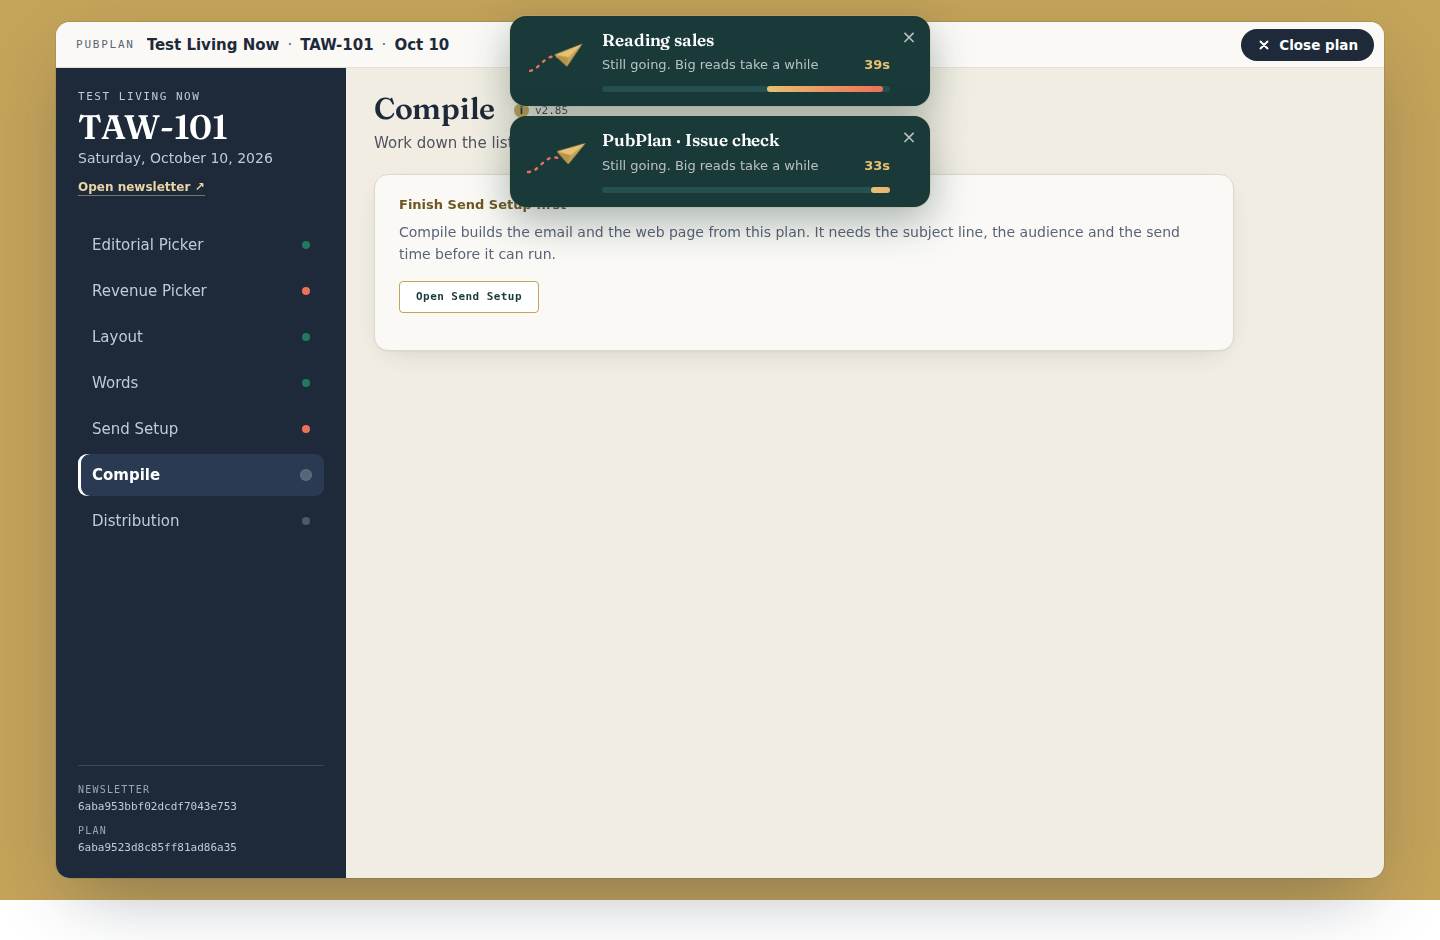 PUBPLAN Test Living Now · TAW-101 · Oct 10
✕ Close plan
Reading sales
Still going. Big reads take a while 39s
PubPlan · Issue check
Still going. Big reads take a while 33s
TEST LIVING NOW
TAW-101
Saturday, October 10, 2026
Open newsletter ↗
Editorial Picker
Revenue Picker
Layout
Words
Send Setup
Compile
Distribution
NEWSLETTER
6aba953bbf02dcdf7043e753
PLAN
6aba9523d8c85ff81ad86a35
Compile i v2.85
Work down the list
Finish Send Setup first
Compile builds the email and the web page from this plan. It needs the subject line, the audience and the send
time before it can run.
Open Send Setup